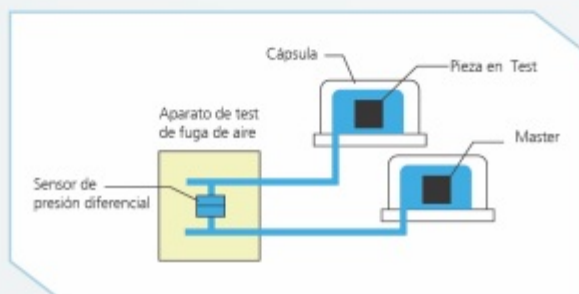 Cápsula
Pieza en Test
Aparato de test
de fuga de aire
Master
Sensor de
presión diferencial